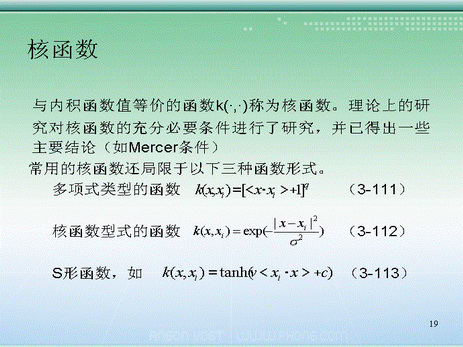 核函数
与内积函数值等价的函数k(·,·)称为核函数。理论上的研
究对核函数的充分必要条件进行了研究，并已得出一些
主要结论（如Mercer条件）
常用的核函数还局限于以下三种函数形式。
多项式类型的函数 k(x,x_i)=[<x·x_i>+1]^q （3-111）
核函数型式的函数 k(x,x_i)=exp(-|x-x_i|^2/σ^2) （3-112）
S形函数，如 k(x,x_i)=tanh(v<x_i·x>+c) （3-113）
19